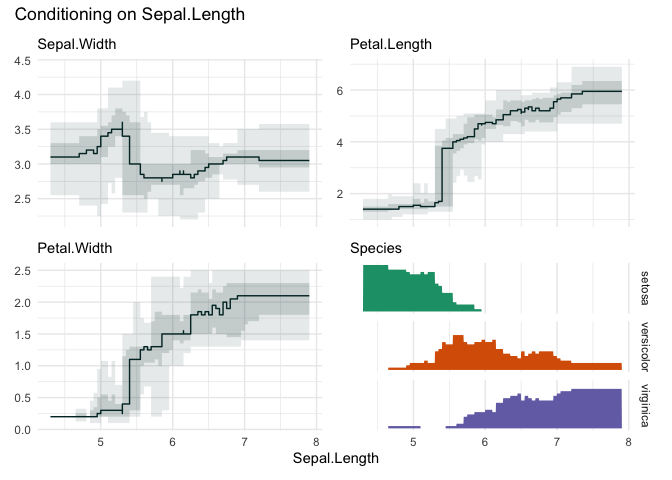 Conditioning on Sepal.Length
Sepal.Width
4.5
4.0
3.5
3.0
2.5
Petal.Length
6
4
2
Petal.Width
2.5
2.0
1.5
1.0
0.5
0.0
5 6 7 8
Species
setosa
versicolor
virginica
5 6 7 8
Sepal.Length